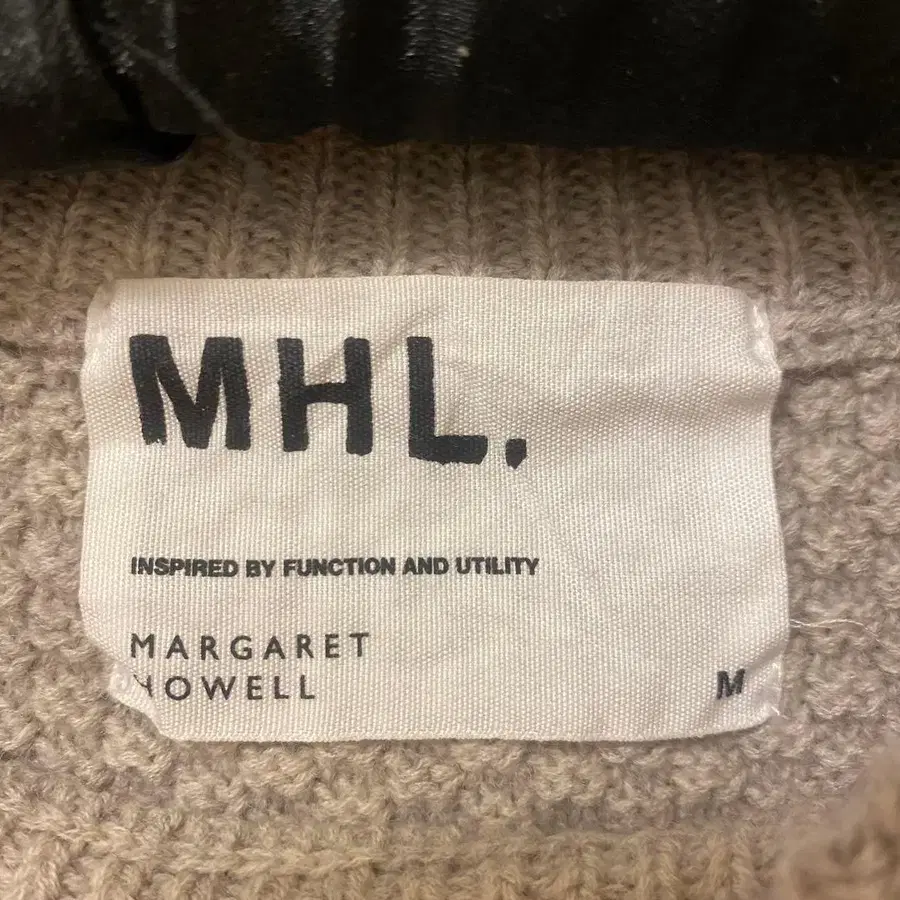 MHL.
INSPIRED BY FUNCTION AND UTILITY
MARGARET
HOWELL
M